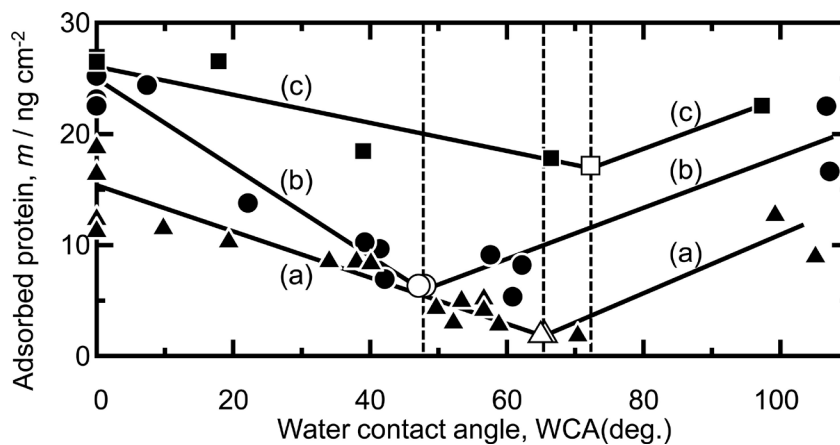 30
20
10
0
Adsorbed protein, m / ng cm⁻²
(c)
(c)
(b)
(b)
(a)
(a)
0 20 40 60 80 100
Water contact angle, WCA(deg.)